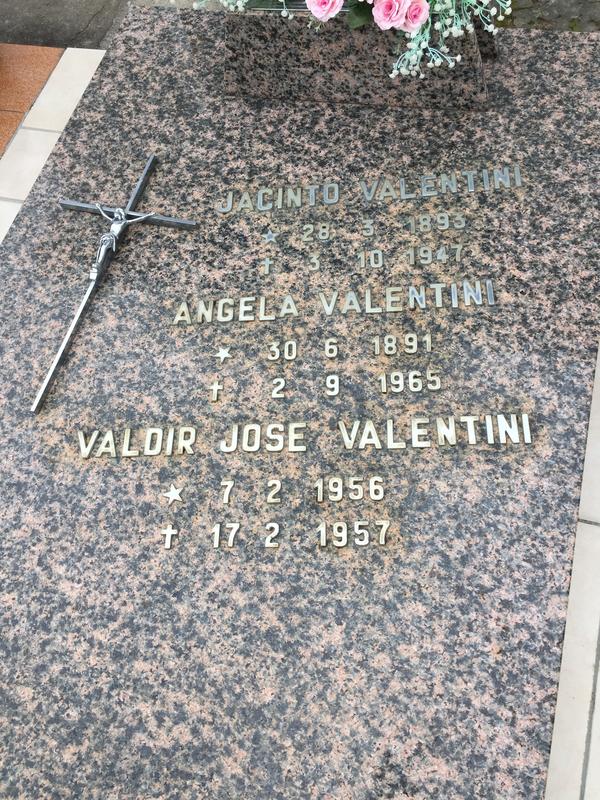 JACINTO VALENTINI
★ 28 3 1893
✝ 3 10 1947
ANGELA VALENTINI
★ 30 6 1891
✝ 2 9 1965
VALDIR JOSE VALENTINI
★ 7 2 1956
✝ 17 2 1957